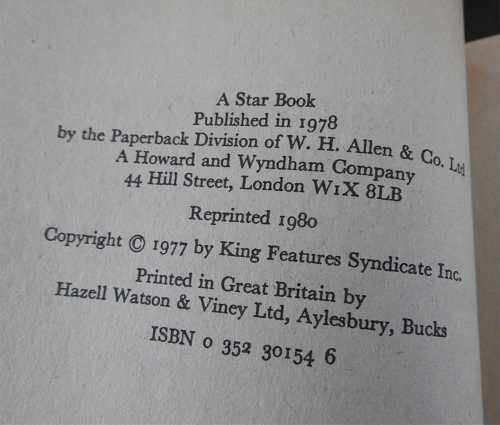 A Star Book
Published in 1978
by the Paperback Division of W. H. Allen & Co. Ltd
A Howard and Wyndham Company
44 Hill Street, London W1X 8LB
Reprinted 1980
Copyright © 1977 by King Features Syndicate Inc.
Printed in Great Britain by
Hazell Watson & Viney Ltd, Aylesbury, Bucks
ISBN 0 352 30154 6